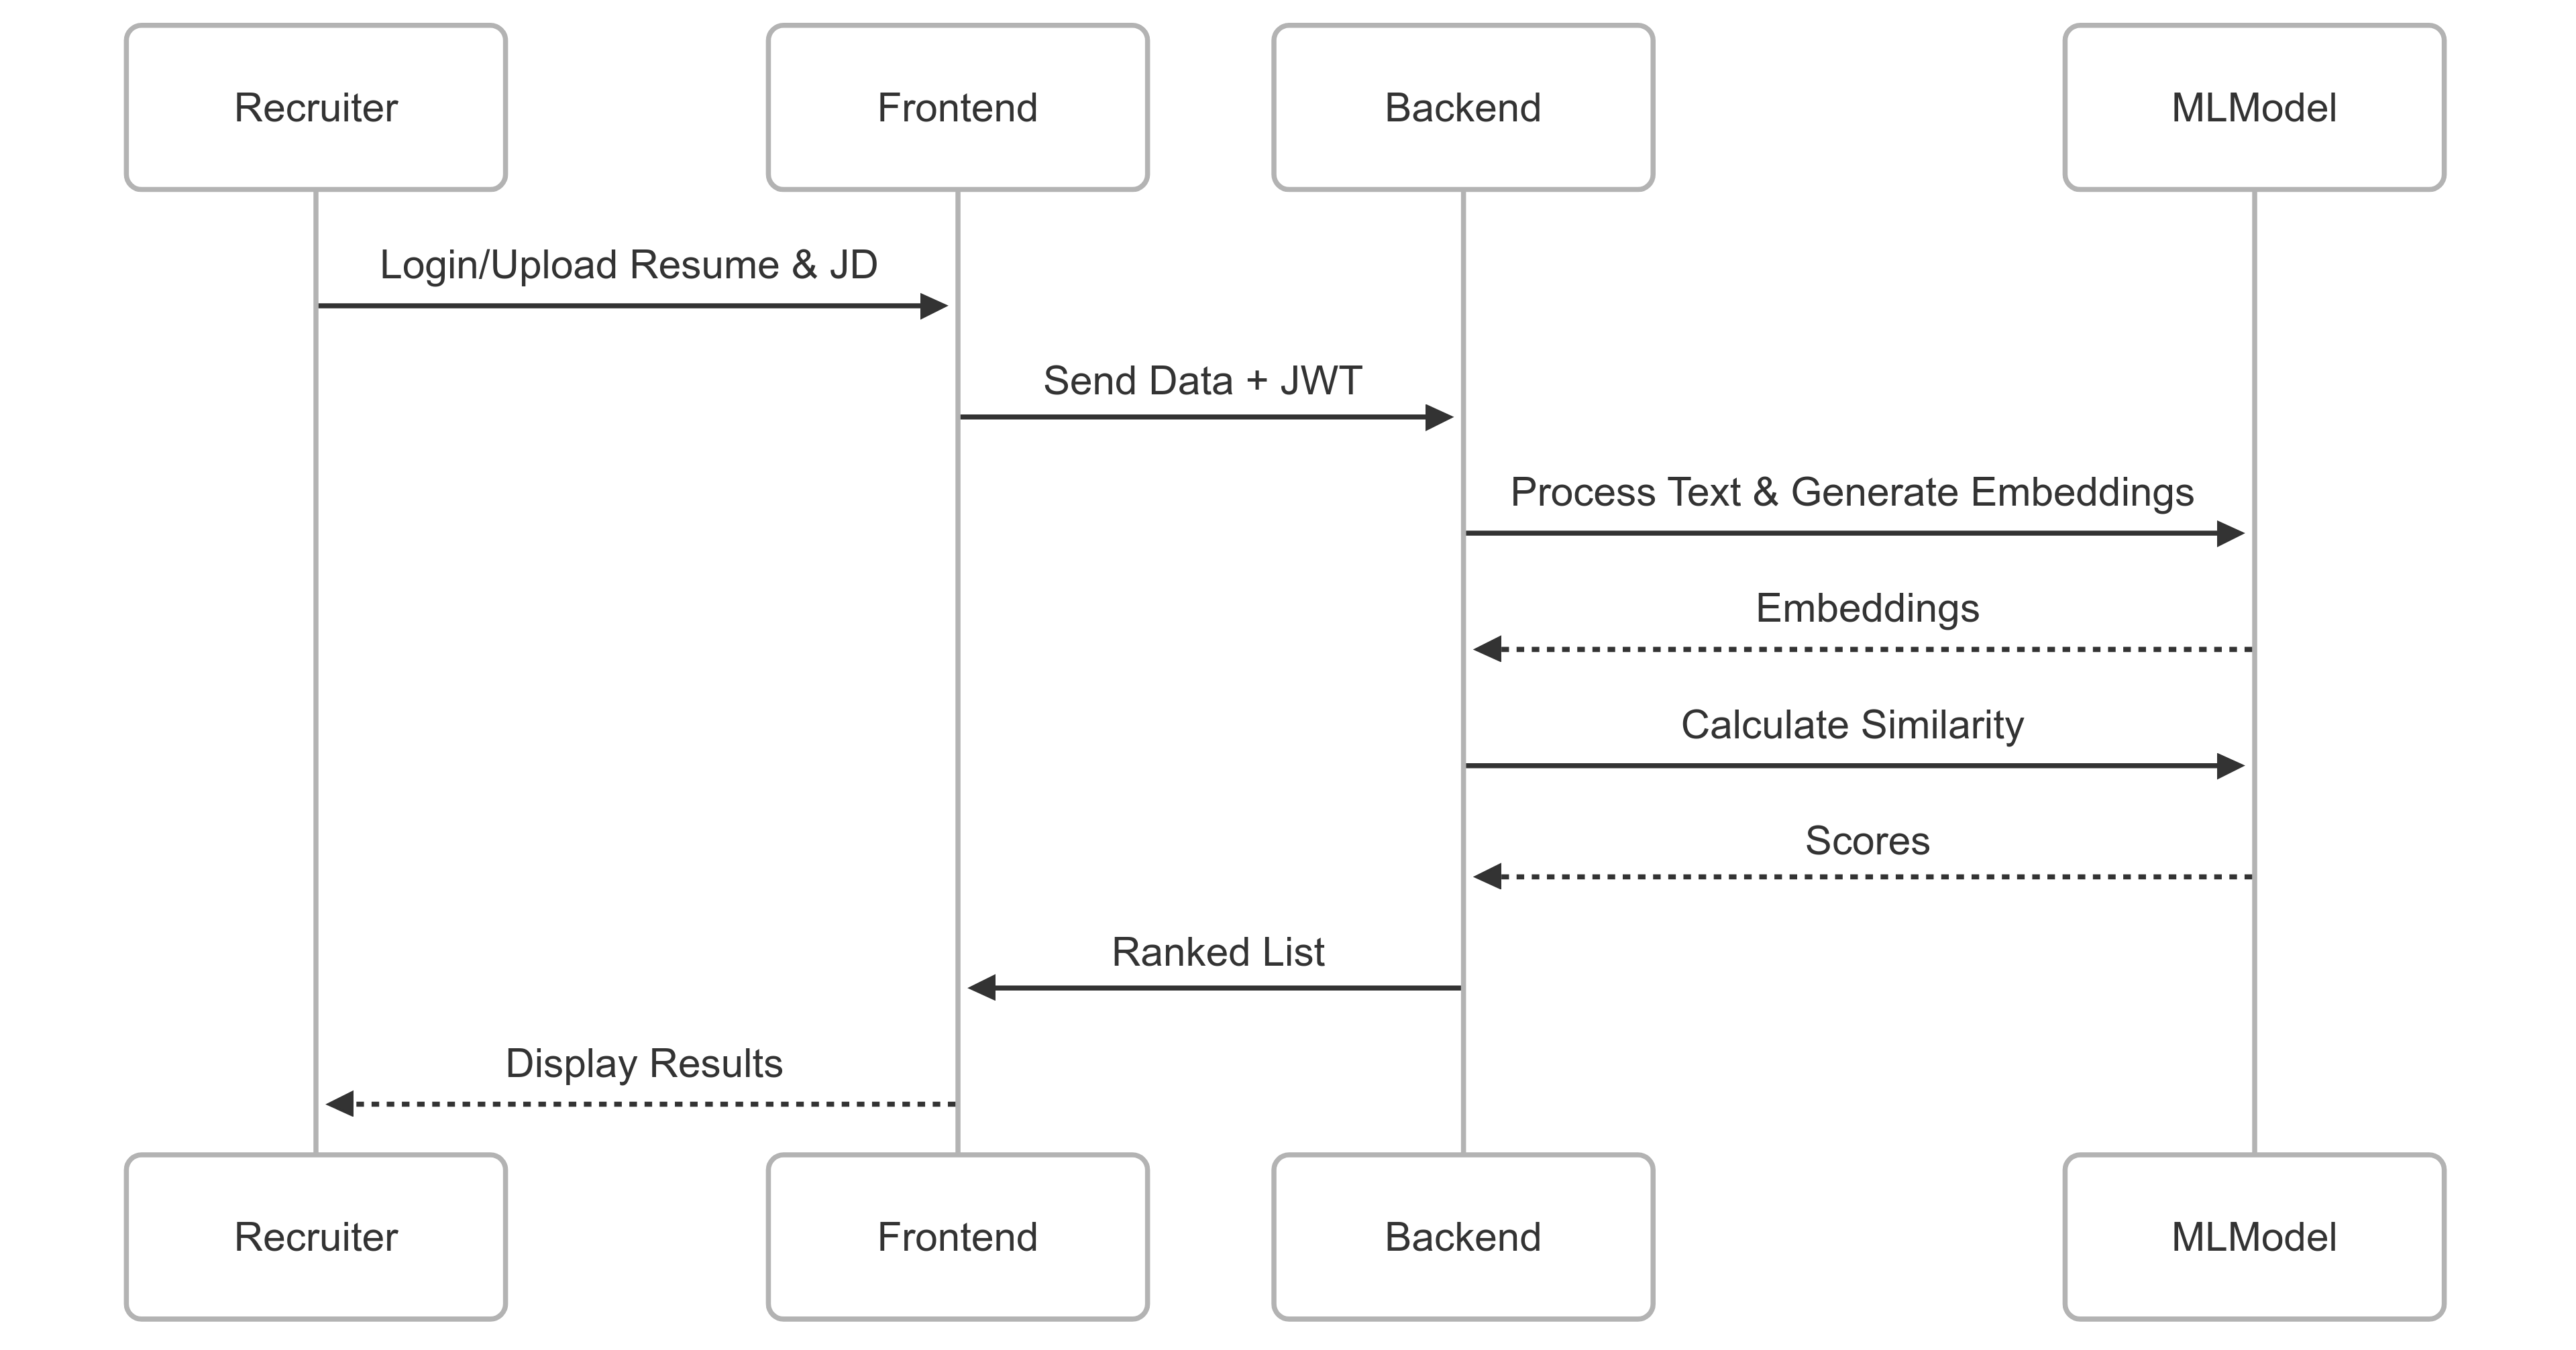 Recruiter
Frontend
Backend
MLModel
Login/Upload Resume & JD
Send Data + JWT
Process Text & Generate Embeddings
Embeddings
Calculate Similarity
Scores
Ranked List
Display Results
Recruiter
Frontend
Backend
MLModel